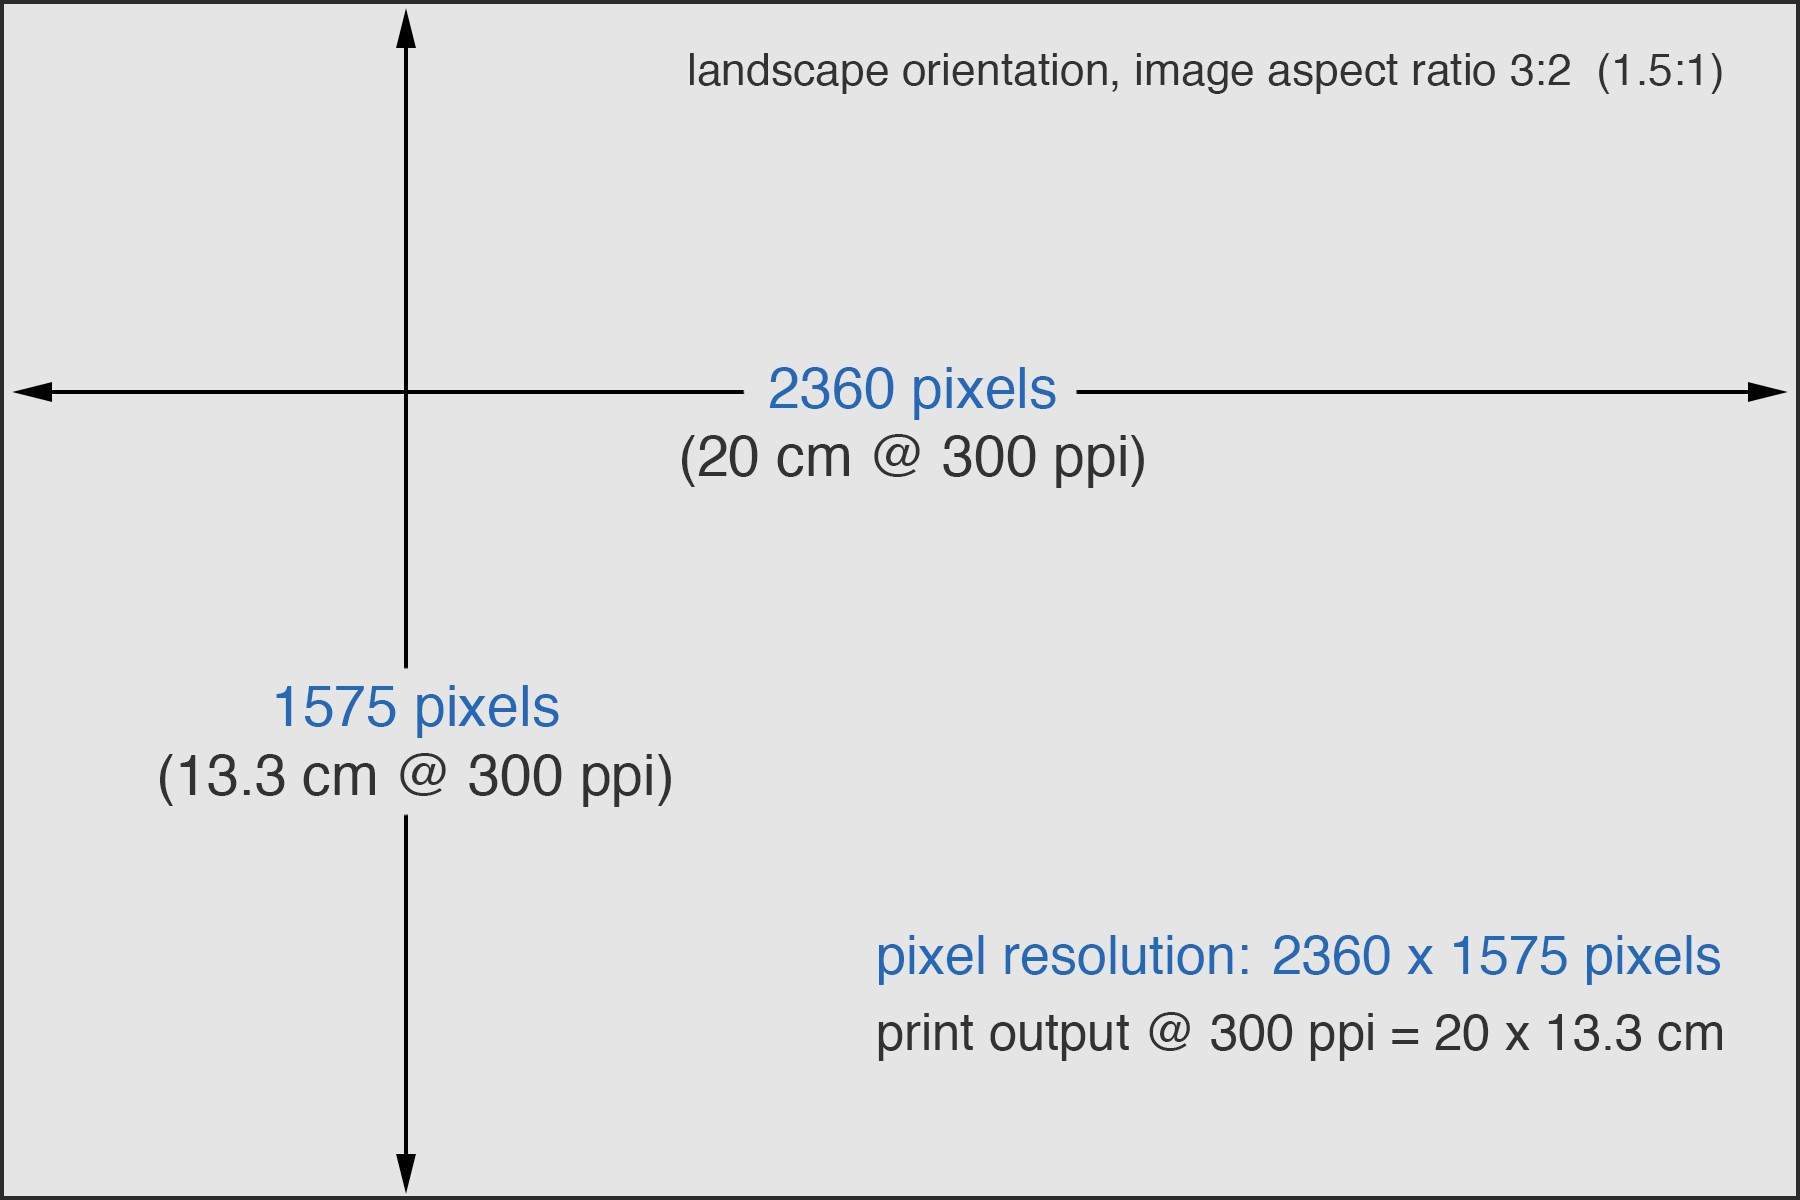 landscape orientation, image aspect ratio 3:2 (1.5:1)
2360 pixels
(20 cm @ 300 ppi)
1575 pixels
(13.3 cm @ 300 ppi)
pixel resolution: 2360 x 1575 pixels
print output @ 300 ppi = 20 x 13.3 cm